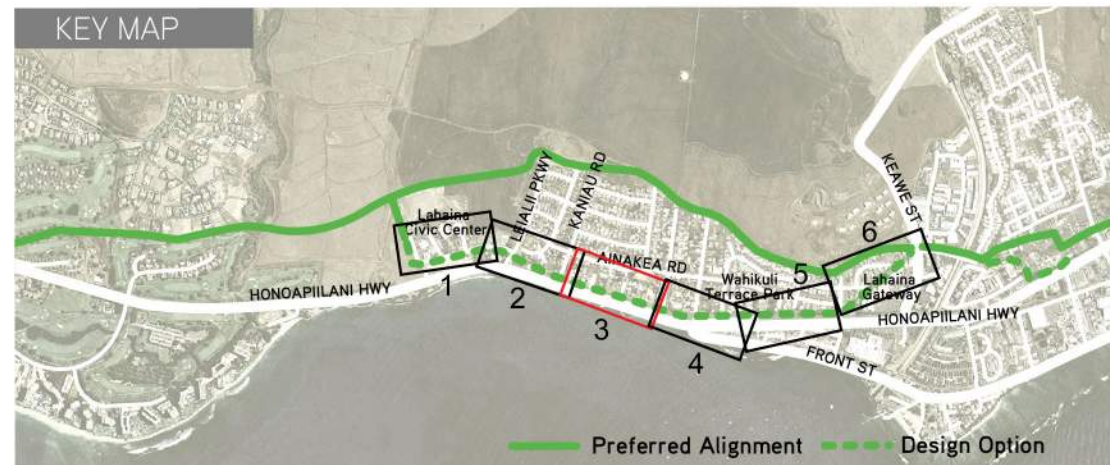 KEY MAP
KEAWE ST
LEIALII PKWY
KANIAU RD
Lahaina
Civic Center
AINAKEA RD
6
5
Wahikuli
Terrace Park
Lahaina
Gateway
1
HONOAPIILANI HWY
2
HONOAPIILANI HWY
3
4
FRONT ST
Preferred Alignment
Design Option